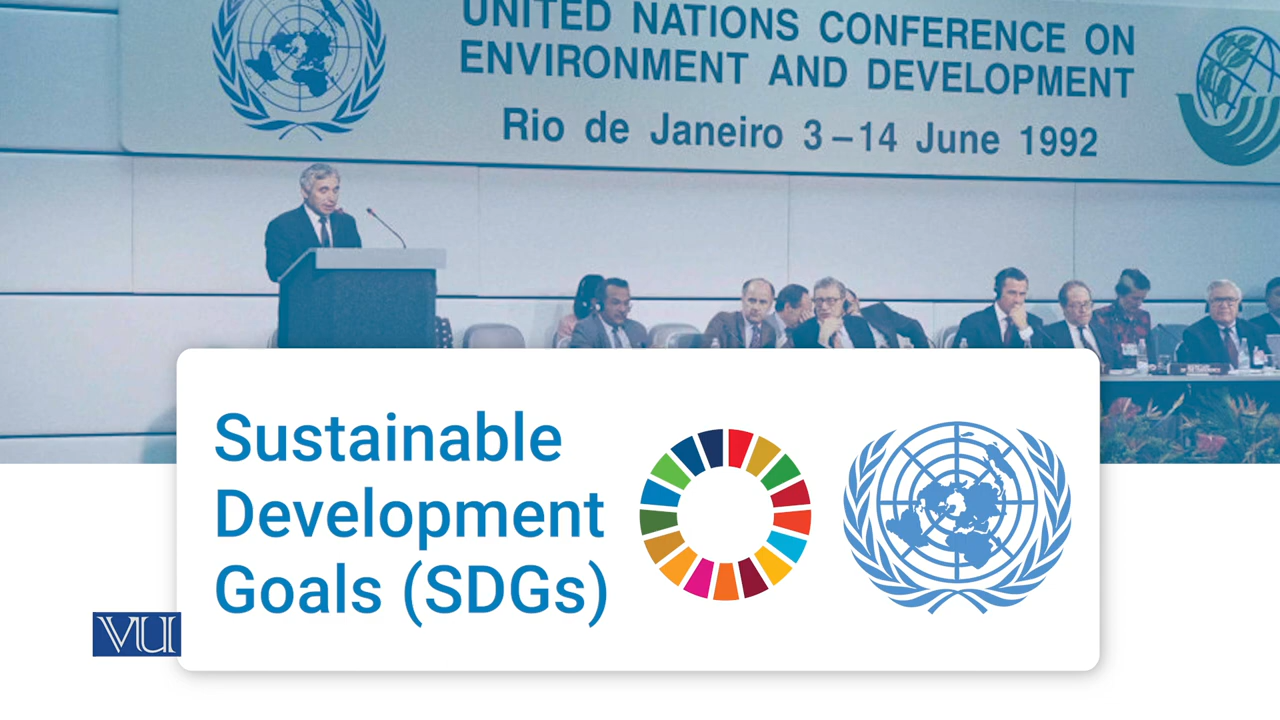 UNITED NATIONS CONFERENCE ON
ENVIRONMENT AND DEVELOPMENT
Rio de Janeiro 3–14 June 1992
Sustainable
Development
Goals (SDGs)
VU